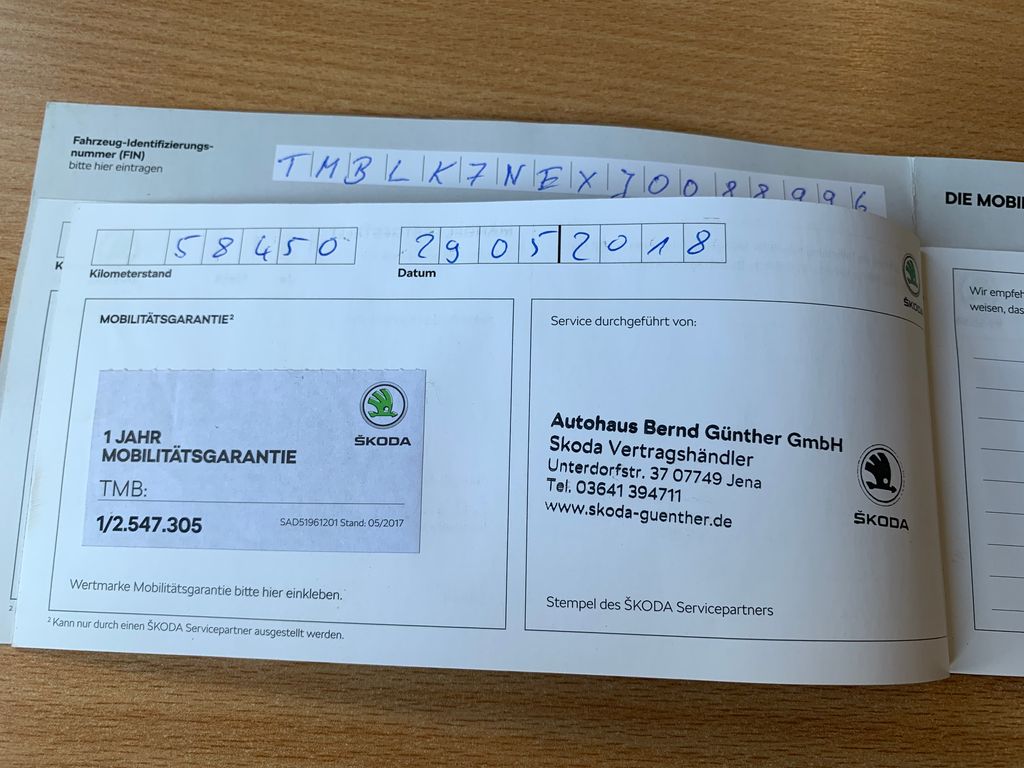 Fahrzeug-Identifizierungs-
nummer (FIN)
bitte hier eintragen
TMBLK7NEXJ0088996
DIE MOBI
58450
Kilometerstand
29052018
Datum
K
MOBILITÄTSGARANTIE²
1 JAHR
MOBILITÄTSGARANTIE
TMB:
1/2.547.305
SAD51961201 Stand: 05/2017
ŠKODA
Wertmarke Mobilitätsgarantie bitte hier einkleben.
² Kann nur durch einen ŠKODA Servicepartner ausgestellt werden.
2
Service durchgeführt von:
ŠKODA
Autohaus Bernd Günther GmbH
Skoda Vertragshändler
Unterdorfstr. 37 07749 Jena
Tel. 03641 394711
www.skoda-guenther.de
ŠKODA
Stempel des ŠKODA Servicepartners
Wir empfeh
weisen, das